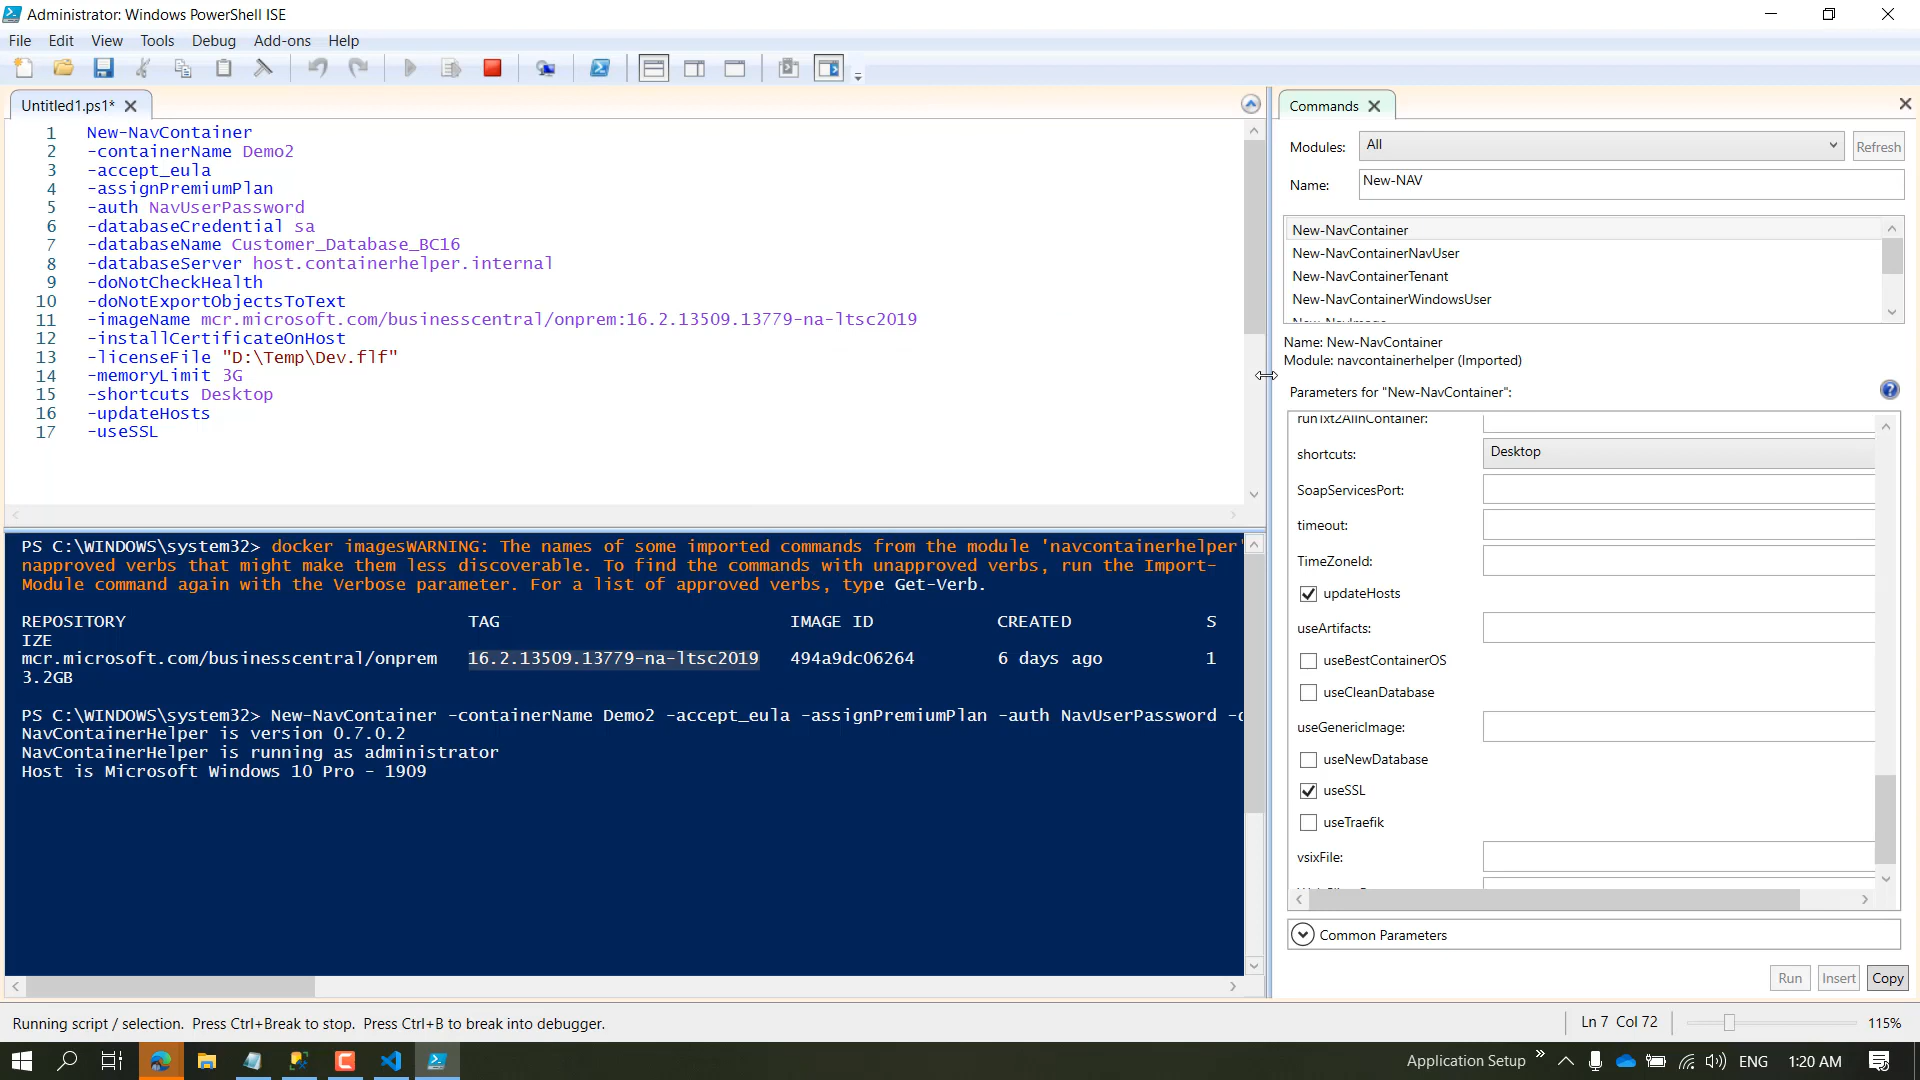 Administrator: Windows PowerShell ISE
File Edit View Tools Debug Add-ons Help
Untitled1.ps1*
1 New-NavContainer
2 -containerName Demo2
3 -accept_eula
4 -assignPremiumPlan
5 -auth NavUserPassword
6 -databaseCredential sa
7 -databaseName Customer_Database_BC16
8 -databaseServer host.containerhelper.internal
9 -doNotCheckHealth
10 -doNotExportObjectsToText
11 -imageName mcr.microsoft.com/businesscentral/onprem:16.2.13509.13779-na-ltsc2019
12 -installCertificateOnHost
13 -licenseFile "D:\Temp\Dev.flf"
14 -memoryLimit 3G
15 -shortcuts Desktop
16 -updateHosts
17 -useSSL
PS C:\WINDOWS\system32> docker imagesWARNING: The names of some imported commands from the module 'navcontainerhelper'
napproved verbs that might make them less discoverable. To find the commands with unapproved verbs, run the Import-
Module command again with the Verbose parameter. For a list of approved verbs, type Get-Verb.
REPOSITORY TAG IMAGE ID CREATED S
IZE
mcr.microsoft.com/businesscentral/onprem 16.2.13509.13779-na-ltsc2019 494a9dc06264 6 days ago 1
3.2GB
PS C:\WINDOWS\system32> New-NavContainer -containerName Demo2 -accept_eula -assignPremiumPlan -auth NavUserPassword -d
NavContainerHelper is version 0.7.0.2
NavContainerHelper is running as administrator
Host is Microsoft Windows 10 Pro - 1909
Commands
Modules: All Refresh
Name: New-NAV
New-NavContainer
New-NavContainerNavUser
New-NavContainerTenant
New-NavContainerWindowsUser
New-NavImage
Name: New-NavContainer
Module: navcontainerhelper (Imported)
Parameters for "New-NavContainer":
runTxt2AlInContainer:
shortcuts: Desktop
SoapServicesPort:
timeout:
TimeZoneId:
updateHosts
useArtifacts:
useBestContainerOS
useCleanDatabase
useGenericImage:
useNewDatabase
useSSL
useTraefik
vsixFile:
Common Parameters
Run Insert Copy
Running script / selection. Press Ctrl+Break to stop. Press Ctrl+B to break into debugger.
Ln 7 Col 72
115%
Application Setup
ENG 1:20 AM